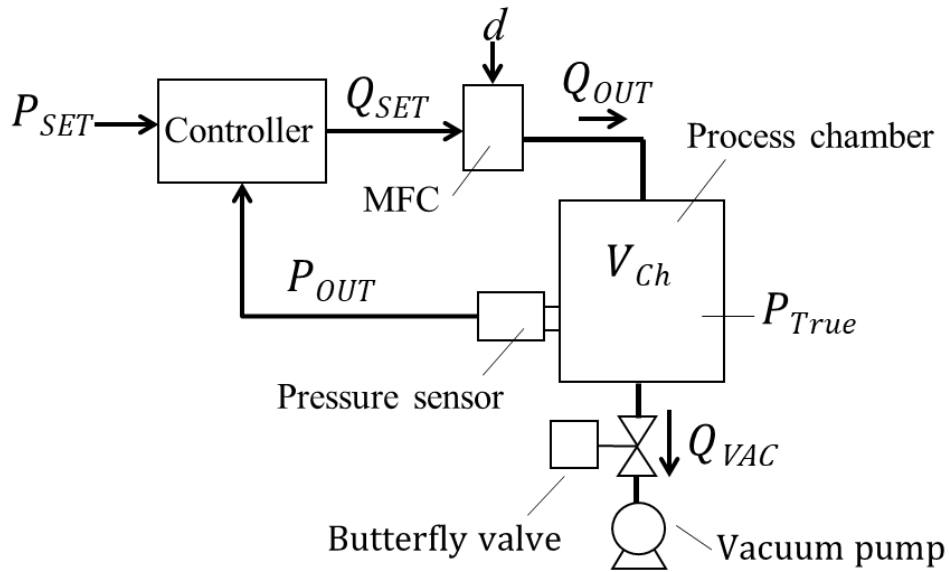 d
Q_SET
Q_OUT
P_SET
Controller
Process chamber
MFC
V_Ch
P_OUT
P_True
Pressure sensor
Q_VAC
Butterfly valve
Vacuum pump